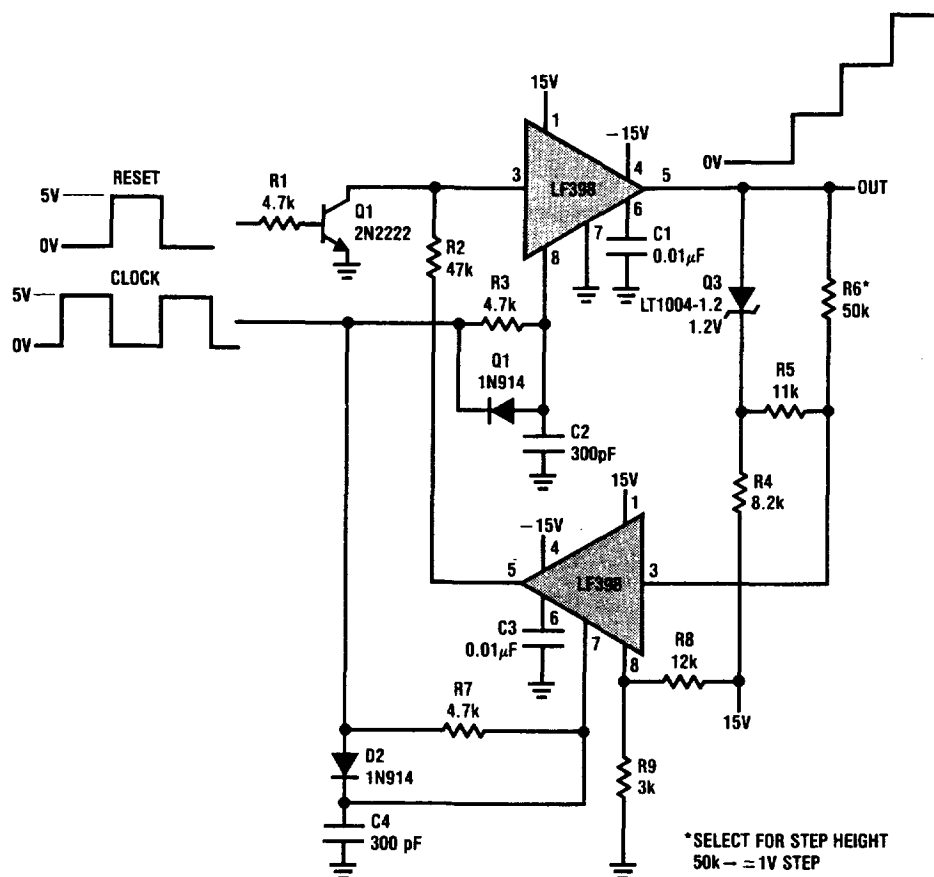 15V
1
−15V
4
0V
RESET
5V
0V
R1
4.7k
Q1
2N2222
3
LF398
5
OUT
6
7
8
C1
0.01μF
R2
47k
CLOCK
5V
0V
R3
4.7k
Q3
LT1004-1.2
1.2V
R6*
50k
Q1
1N914
R5
11k
C2
300pF
15V
1
R4
8.2k
−15V
4
5
LF398
3
C3
0.01μF
6
7
8
R8
12k
15V
R7
4.7k
D2
1N914
R9
3k
C4
300 pF
*SELECT FOR STEP HEIGHT
50k → = 1V STEP